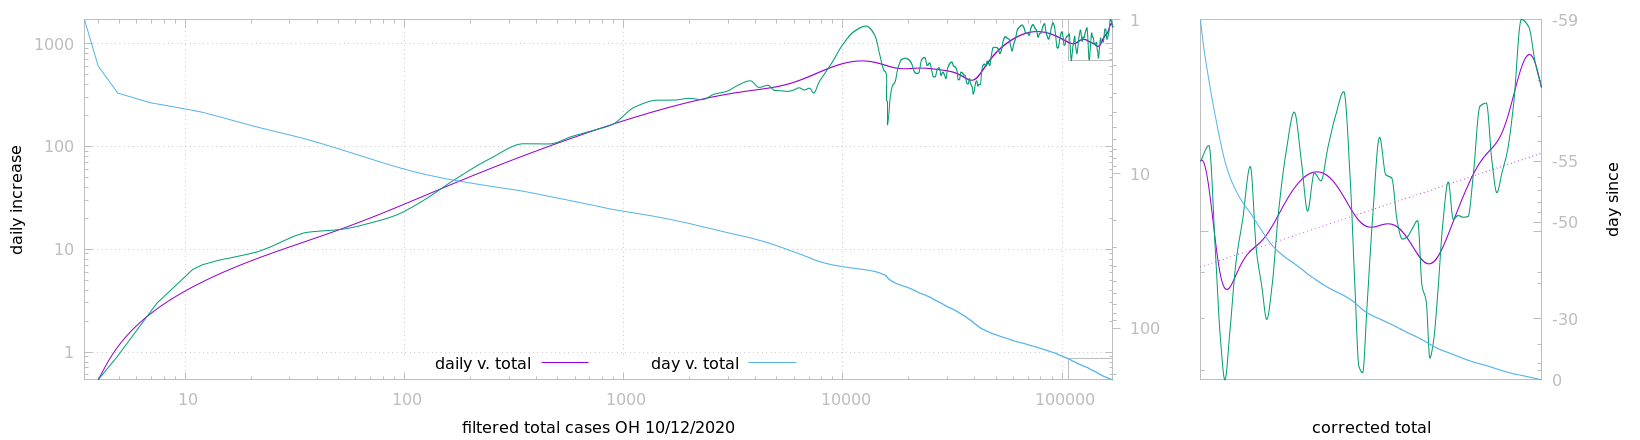 1000
100
10
1
daily increase
10
100
1000
10000
100000
filtered total cases OH 10/12/2020
daily v. total
day v. total
1
10
100
-59
-55
-50
-30
0
day since
corrected total